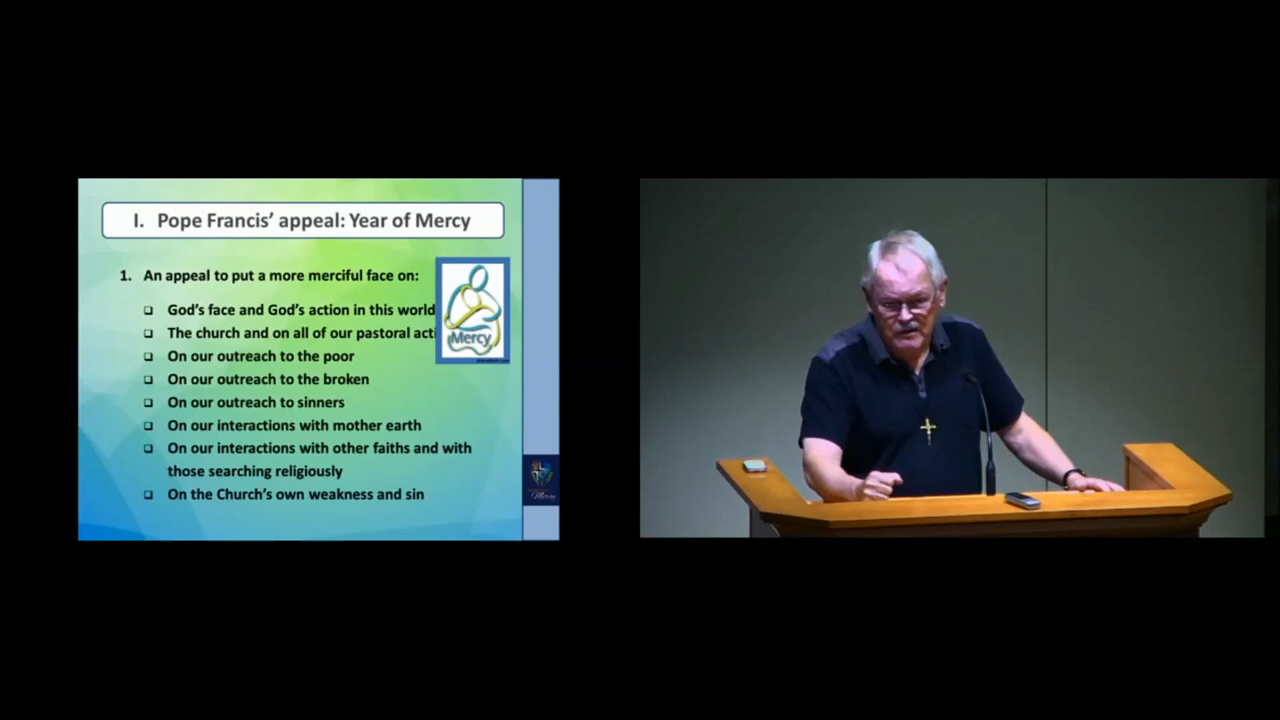 I. Pope Francis' appeal: Year of Mercy
1. An appeal to put a more merciful face on:
❑ God's face and God's action in this world
❑ The church and on all of our pastoral acti
❑ On our outreach to the poor
❑ On our outreach to the broken
❑ On our outreach to sinners
❑ On our interactions with mother earth
❑ On our interactions with other faiths and with
those searching religiously
❑ On the Church's own weakness and sin
Mercy
Mercy